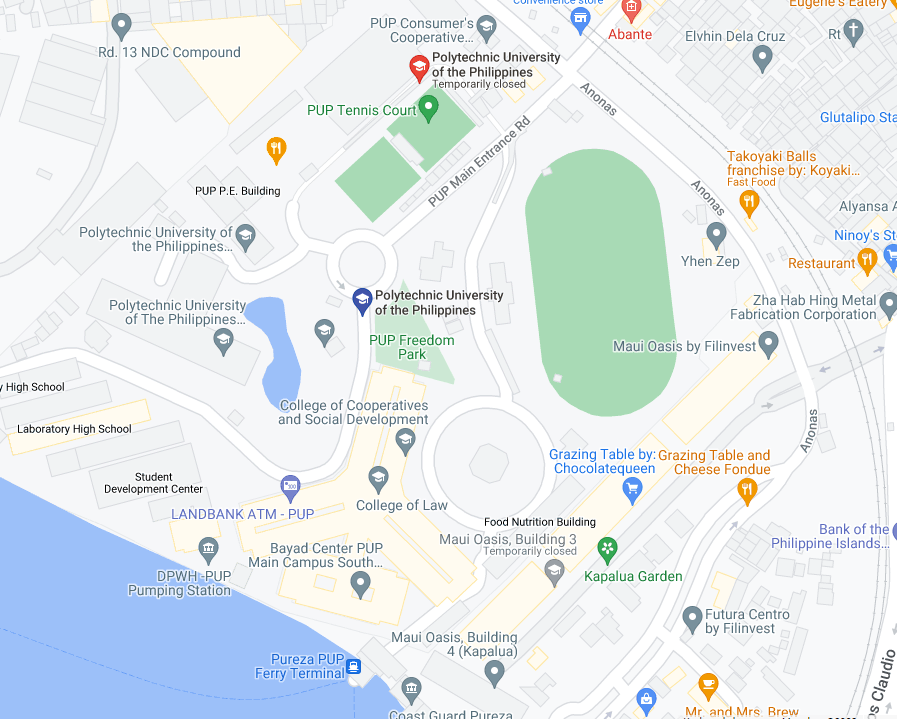 Convenience store
Eugene's Eatery
PUP Consumer's
Cooperative...
Abante
Elvhin Dela Cruz
Rt
Rd. 13 NDC Compound
Polytechnic University
of the Philippines
Temporarily closed
PUP Tennis Court
Anonas
Glutalipo Sta
PUP Main Entrance Rd
Takoyaki Balls
franchise by: Koyaki...
Fast Food
PUP P.E. Building
Anonas
Alyansa A
Polytechnic University of
the Philippines...
Ninoy's Sto
Yhen Zep
Restaurant
Polytechnic University
of the Philippines
Zha Hab Hing Metal
Fabrication Corporation
Polytechnic University
of The Philippines...
PUP Freedom
Park
Maui Oasis by Filinvest
y High School
College of Cooperatives
and Social Development
Laboratory High School
Anonas
Grazing Table by:
Chocolatequeen
Grazing Table and
Cheese Fondue
Student
Development Center
College of Law
LANDBANK ATM - PUP
Food Nutrition Building
Maui Oasis, Building 3
Temporarily closed
Bank of the
Philippine Islands...
Bayad Center PUP
Main Campus South...
DPWH-PUP
Pumping Station
Kapalua Garden
Futura Centro
by Filinvest
Maui Oasis, Building
4 (Kapalua)
Pureza PUP
Ferry Terminal
os Claudio
Mr. and Mrs. Brew
Coast Guard Pureza